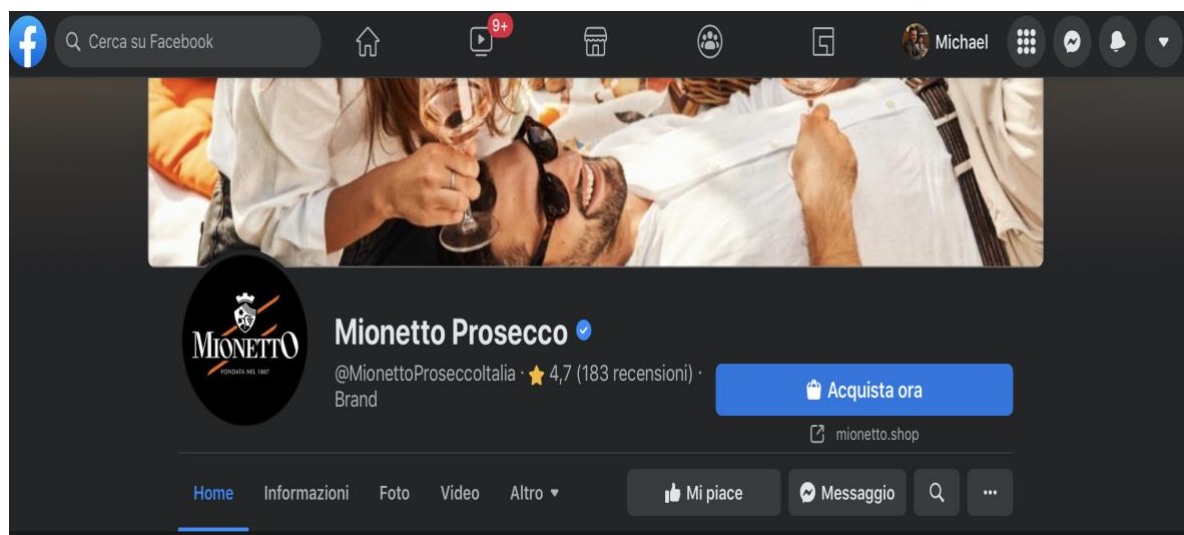 Cerca su Facebook
9+
Michael
MIONETTO
FONDATA NEL 1887
Mionetto Prosecco
@MionettoProseccoItalia · 4,7 (183 recensioni) ·
Brand
Acquista ora
mionetto.shop
Home Informazioni Foto Video Altro
Mi piace Messaggio